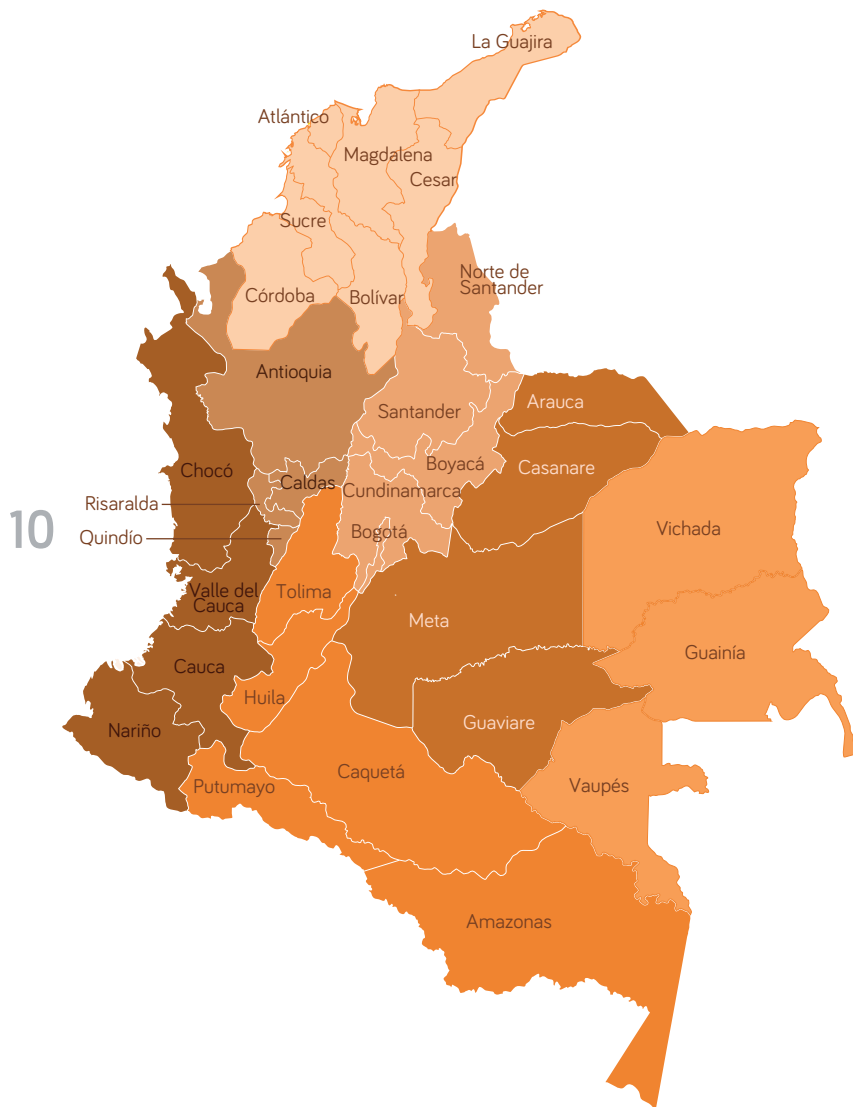 La Guajira
Atlántico
Magdalena
Cesar
Sucre
Norte de
Santander
Córdoba
Bolívar
Antioquia
Arauca
Santander
Boyacá
Casanare
Chocó
Caldas
Cundinamarca
Risaralda
10
Quindío
Bogotá
Vichada
Tolima
Valle del
Cauca
Meta
Guainía
Cauca
Huila
Nariño
Guaviare
Caquetá
Putumayo
Vaupés
Amazonas